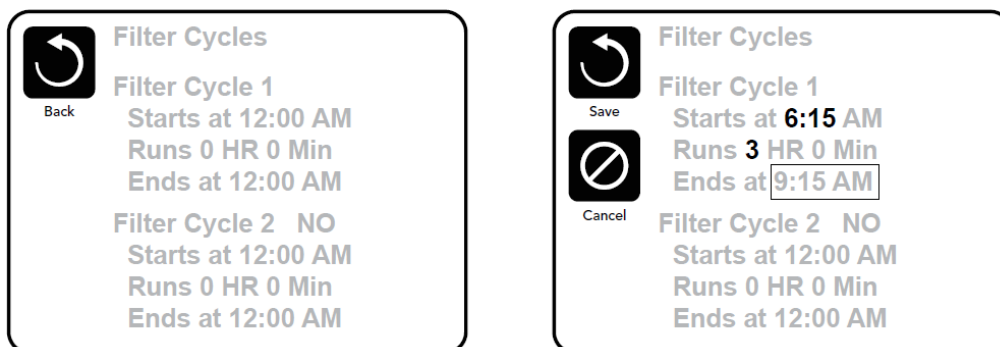 Filter Cycles
Back
Filter Cycle 1
Starts at 12:00 AM
Runs 0 HR 0 Min
Ends at 12:00 AM
Filter Cycle 2 NO
Starts at 12:00 AM
Runs 0 HR 0 Min
Ends at 12:00 AM
Filter Cycles
Save
Cancel
Filter Cycle 1
Starts at 6:15 AM
Runs 3 HR 0 Min
Ends at 9:15 AM
Filter Cycle 2 NO
Starts at 12:00 AM
Runs 0 HR 0 Min
Ends at 12:00 AM